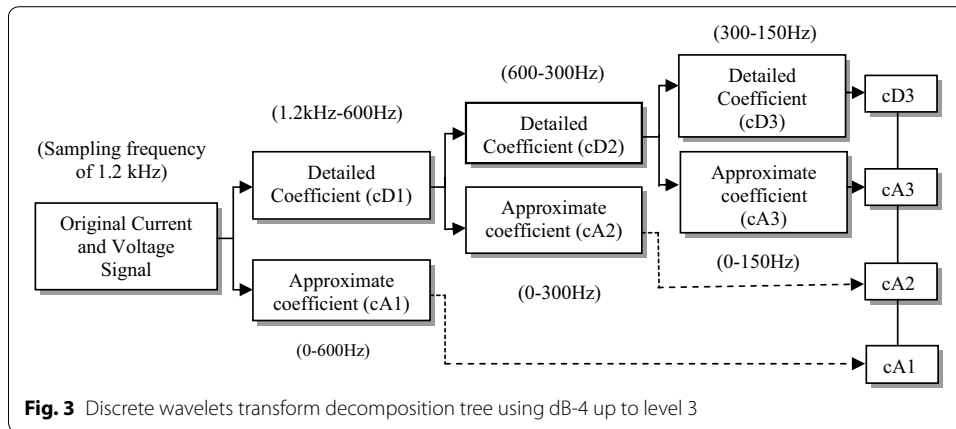 (Sampling frequency
of 1.2 kHz)
Original Current
and Voltage
Signal
(1.2kHz-600Hz)
Detailed
Coefficient (cD1)
Approximate
coefficient (cA1)
(0-600Hz)
(600-300Hz)
Detailed
Coefficient (cD2)
Approximate
coefficient (cA2)
(0-300Hz)
(300-150Hz)
Detailed
Coefficient
(cD3)
Approximate
coefficient
(cA3)
(0-150Hz)
cD3
cA3
cA2
cA1
Fig. 3 Discrete wavelets transform decomposition tree using dB-4 up to level 3